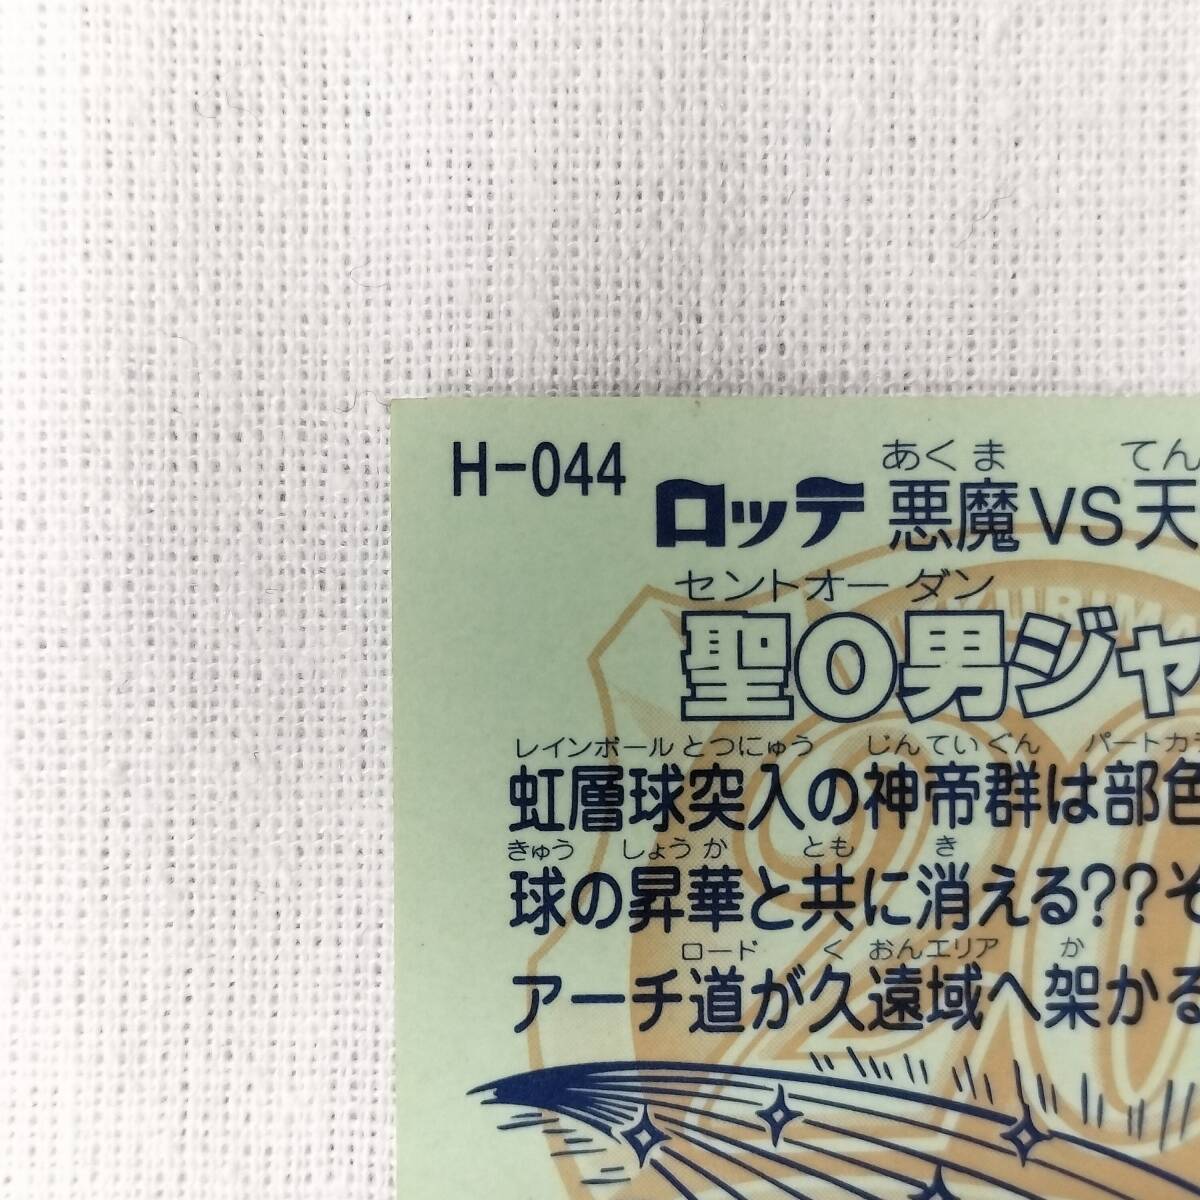 H-044
あくま てん
ロッテ 悪魔VS天
セントオー ダン
聖O男ジャ
レインボール とつにゅう じんていぐん パートカラ
虹層球突入の神帝群は部色
きゅう しょうか とも き
球の昇華と共に消える??そ
ロード く おんエリア か
アーチ道が久遠域へ架かる
20